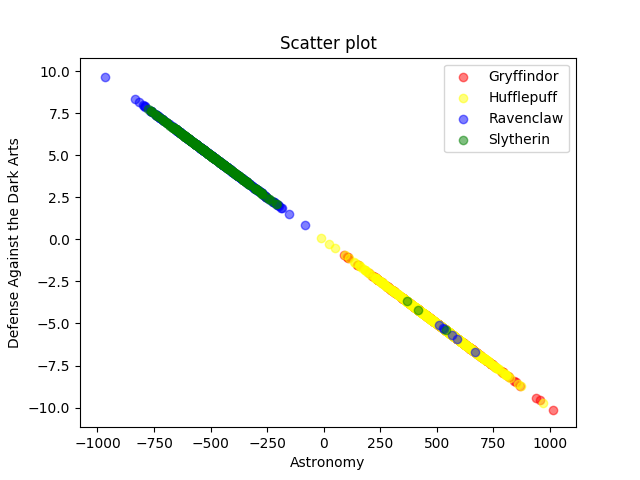 Scatter plot
Gryffindor
Hufflepuff
Ravenclaw
Slytherin
10.0
7.5
5.0
2.5
0.0
−2.5
−5.0
−7.5
−10.0
Defense Against the Dark Arts
−1000 −750 −500 −250 0 250 500 750 1000
Astronomy